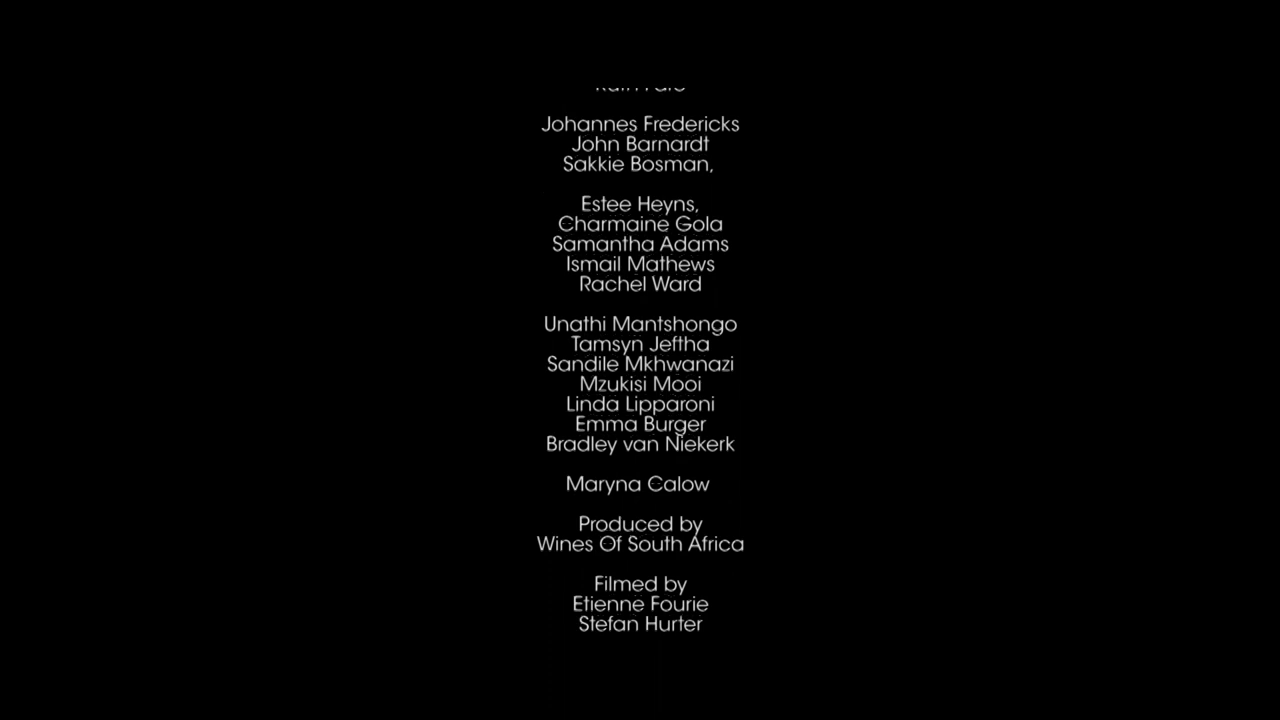 Johannes Fredericks
John Barnardt
Sakkie Bosman,
Estee Heyns,
Charmaine Gola
Samantha Adams
Ismail Mathews
Rachel Ward
Unathi Mantshongo
Tamsyn Jeftha
Sandile Mkhwanazi
Mzukisi Mooi
Linda Lipparoni
Emma Burger
Bradley van Niekerk
Maryna Calow
Produced by
Wines Of South Africa
Filmed by
Etienne Fourie
Stefan Hurter